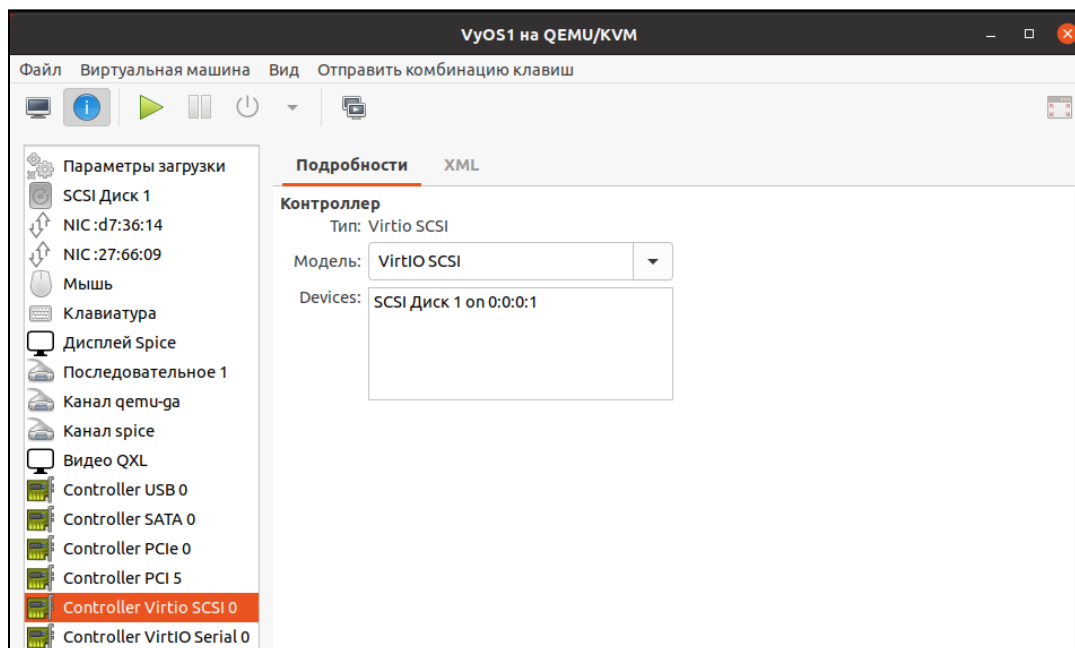 VyOS1 на QEMU/KVM
Файл Виртуальная машина Вид Отправить комбинацию клавиш
Параметры загрузки
SCSI Диск 1
NIC :d7:36:14
NIC :27:66:09
Мышь
Клавиатура
Дисплей Spice
Последовательное 1
Канал qemu-ga
Канал spice
Видео QXL
Controller USB 0
Controller SATA 0
Controller PCIe 0
Controller PCI 5
Controller Virtio SCSI 0
Controller VirtIO Serial 0
Подробности XML
Контроллер
Тип: Virtio SCSI
Модель: VirtIO SCSI
Devices: SCSI Диск 1 on 0:0:0:1